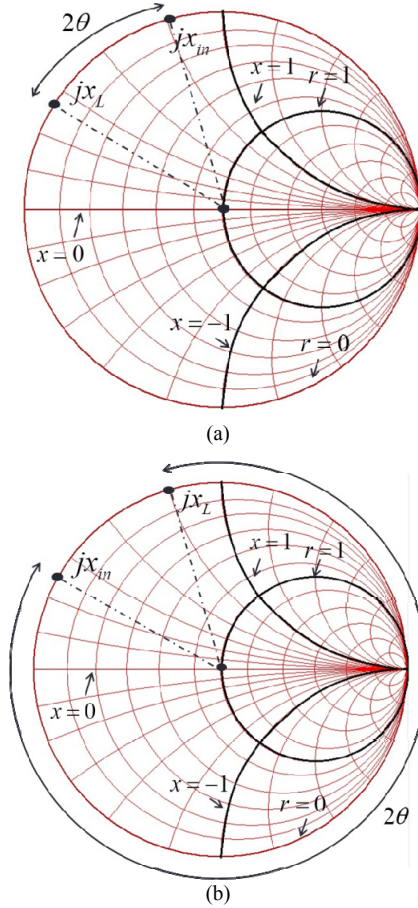 2θ
jx_in
jx_L
x=1
r=1
x=0
x=−1
r=0
(a)
jx_L
jx_in
x=1
r=1
x=0
x=−1
r=0
2θ
(b)